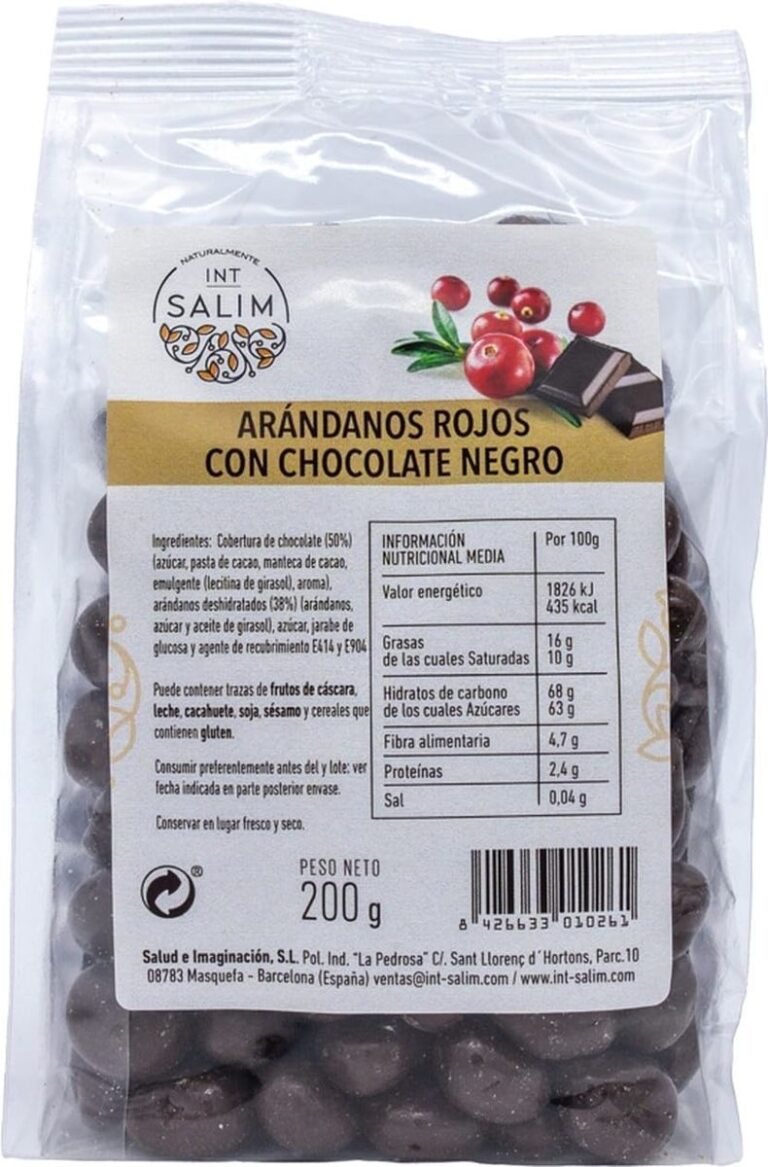 NATURALMENTE
INT
SALIM
ARÁNDANOS ROJOS
CON CHOCOLATE NEGRO
Ingredientes: Cobertura de chocolate (50%)
(azúcar, pasta de cacao, manteca de cacao,
emulgente (lecitina de girasol), aroma),
arándanos deshidratados (38%) (arándanos,
azúcar y aceite de girasol), azúcar, jarabe de
glucosa y agente de recubrimiento E414 y E904
Puede contener trazas de frutos de cáscara,
leche, cacahuete, soja, sésamo y cereales que
contienen gluten.
Consumir preferentemente antes del y lote: ver
fecha indicada en parte posterior envase.
Conservar en lugar fresco y seco.
INFORMACIÓN
NUTRICIONAL MEDIA
Por 100g
Valor energético
1826 kJ
435 kcal
Grasas 16 g
de las cuales Saturadas 10 g
Hidratos de carbono 68 g
de los cuales Azúcares 63 g
Fibra alimentaria 4,7 g
Proteínas 2,4 g
Sal 0,04 g
®
PESO NETO
200 g
8 426633 010261
Salud e Imaginación, S.L. Pol. Ind. "La Pedrosa" C/. Sant Llorenç d´Hortons, Parc.10
08783 Masquefa - Barcelona (España) ventas@int-salim.com / www.int-salim.com